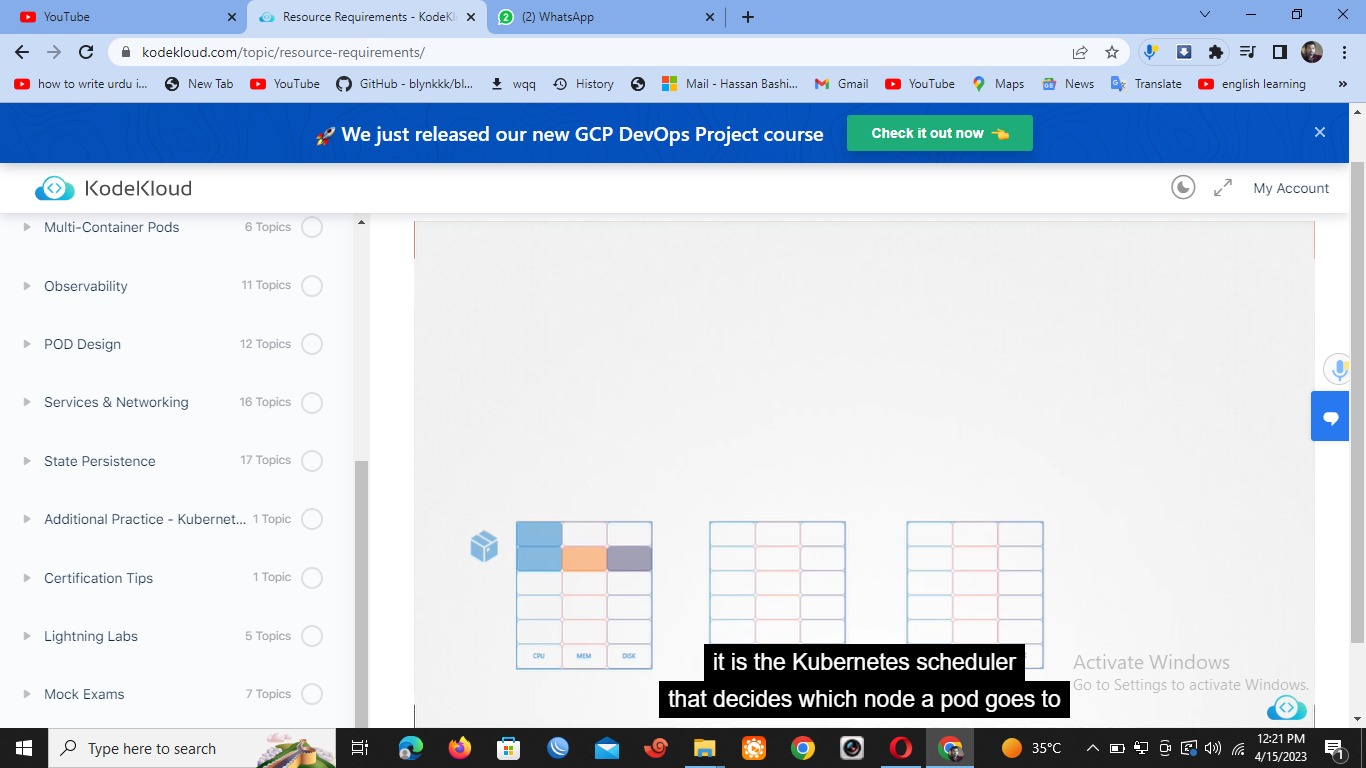 YouTube
Resource Requirements - KodeKl
(2) WhatsApp
kodekloud.com/topic/resource-requirements/
how to write urdu i...
New Tab
YouTube
GitHub - blynkkk/bl...
wqq
History
Mail - Hassan Bashi...
Gmail
YouTube
Maps
News
Translate
english learning
We just released our new GCP DevOps Project course
Check it out now
KodeKloud
My Account
Multi-Container Pods 6 Topics
Observability 11 Topics
POD Design 12 Topics
Services & Networking 16 Topics
State Persistence 17 Topics
Additional Practice - Kubernet... 1 Topic
Certification Tips 1 Topic
Lightning Labs 5 Topics
Mock Exams 7 Topics
CPU MEM DISK
it is the Kubernetes scheduler
that decides which node a pod goes to
Activate Windows
Go to Settings to activate Windows.
Type here to search
35°C
12:21 PM
4/15/2023
1